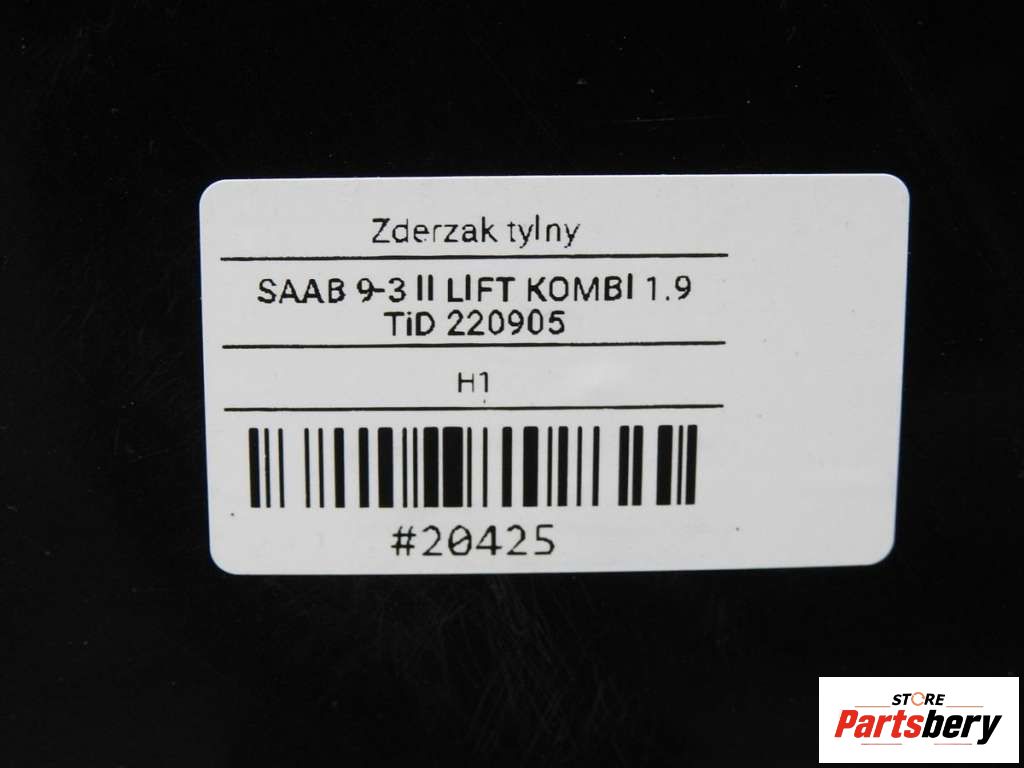 Zderzak tylny
SAAB 9-3 II LIFT KOMBI 1.9
TiD 220905
H1
#20425
STORE
Partsbery